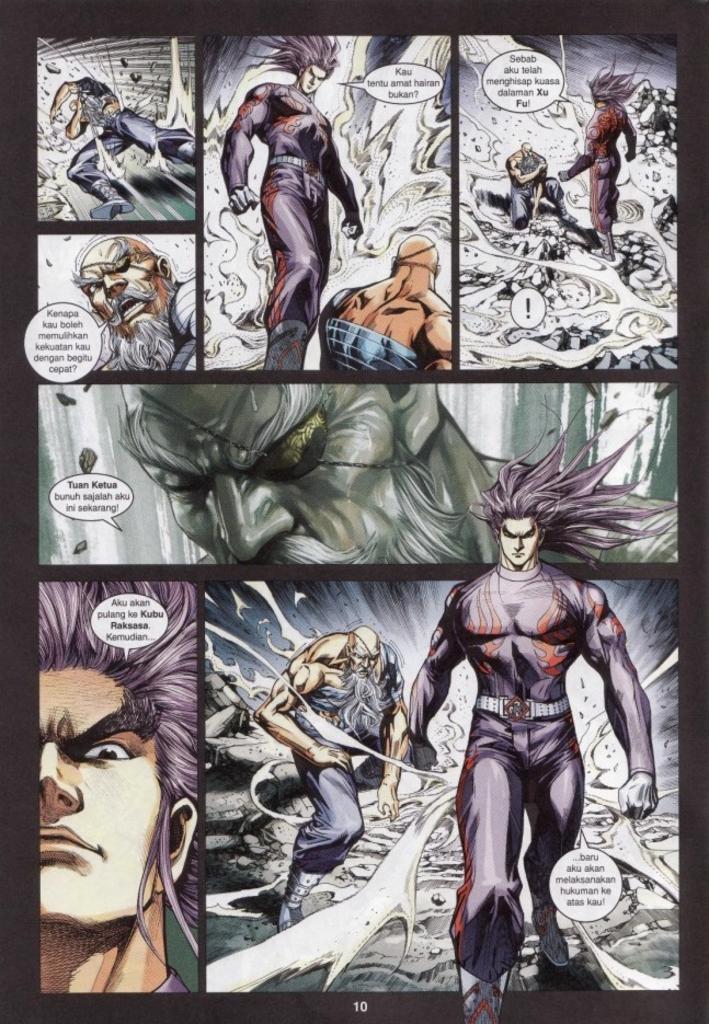 Kau
tentu amat hairan
bukan?
Sebab
aku telah
menghisap kuasa
dalaman Xu
Fu!
Kenapa
kau boleh
memulihkan
kekuatan kau
dengan begitu
cepat?
!
Tuan Ketua
bunuh sajalah aku
ini sekarang!
Aku akan
pulang ke Kubu
Raksasa.
Kemudian...
...baru
aku akan
melaksanakan
hukuman ke
atas kau!
10